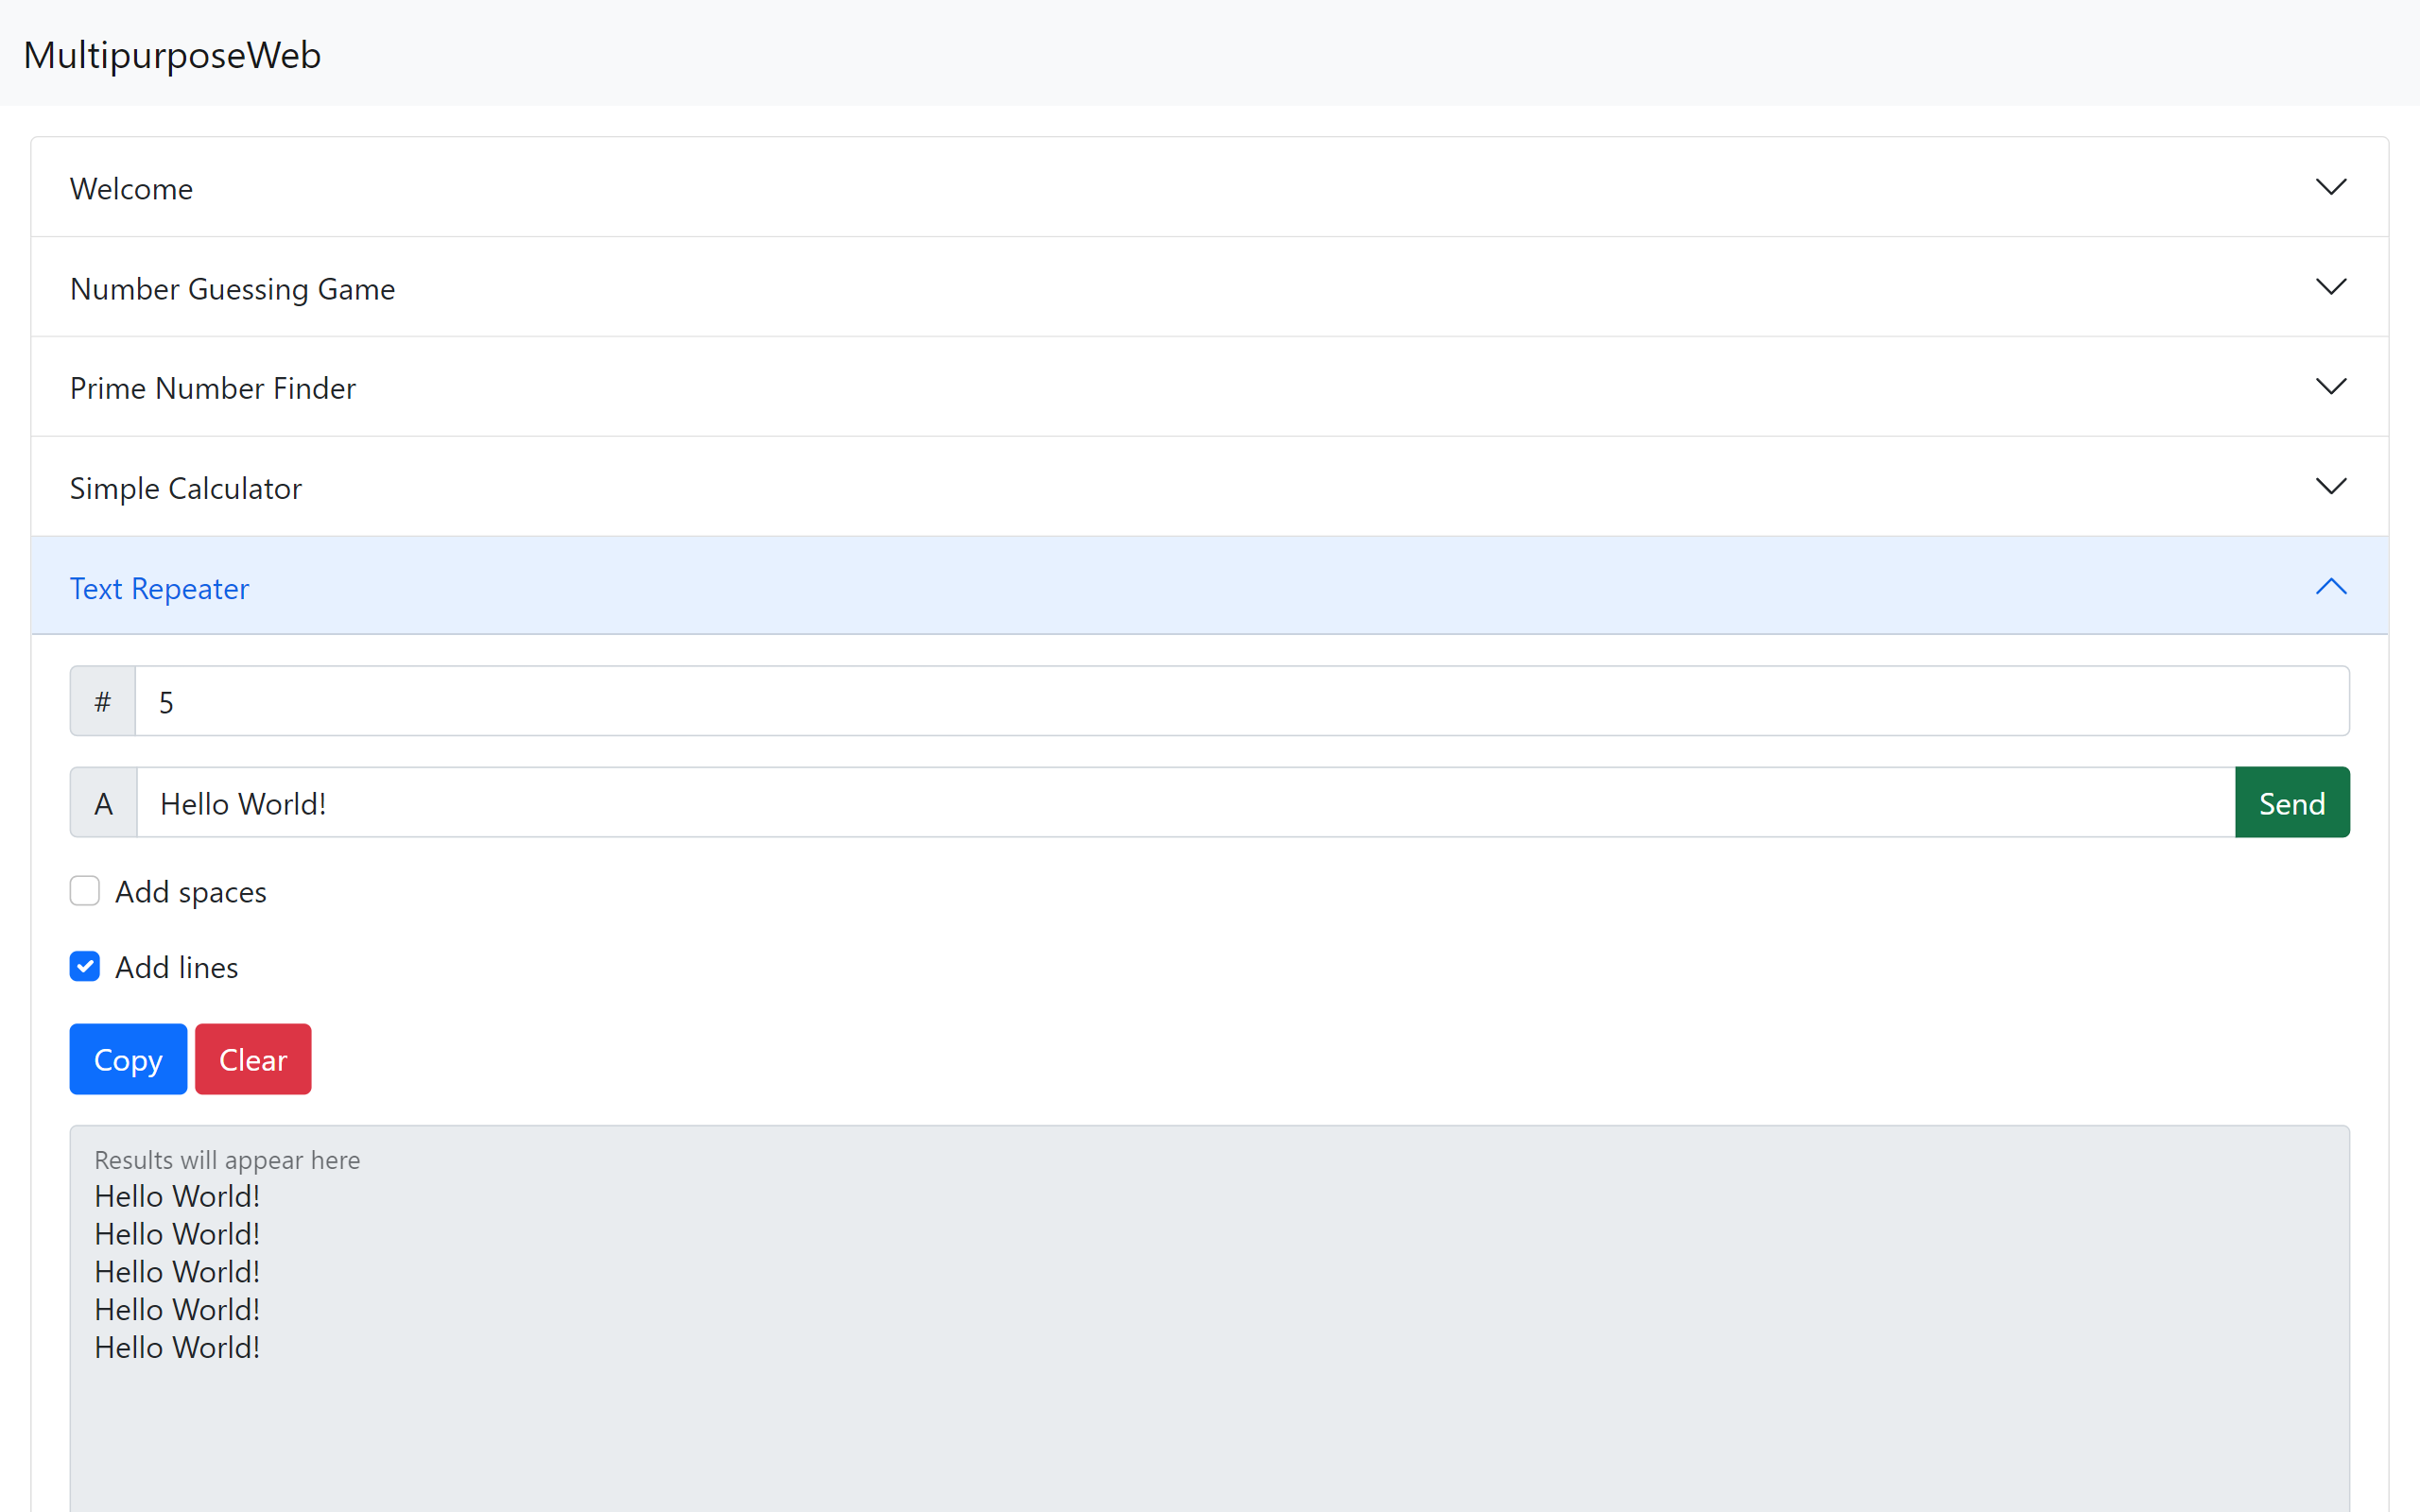 MultipurposeWeb
Welcome
Number Guessing Game
Prime Number Finder
Simple Calculator
Text Repeater
# 5
A Hello World! Send
Add spaces
Add lines
Copy Clear
Results will appear here
Hello World!
Hello World!
Hello World!
Hello World!
Hello World!